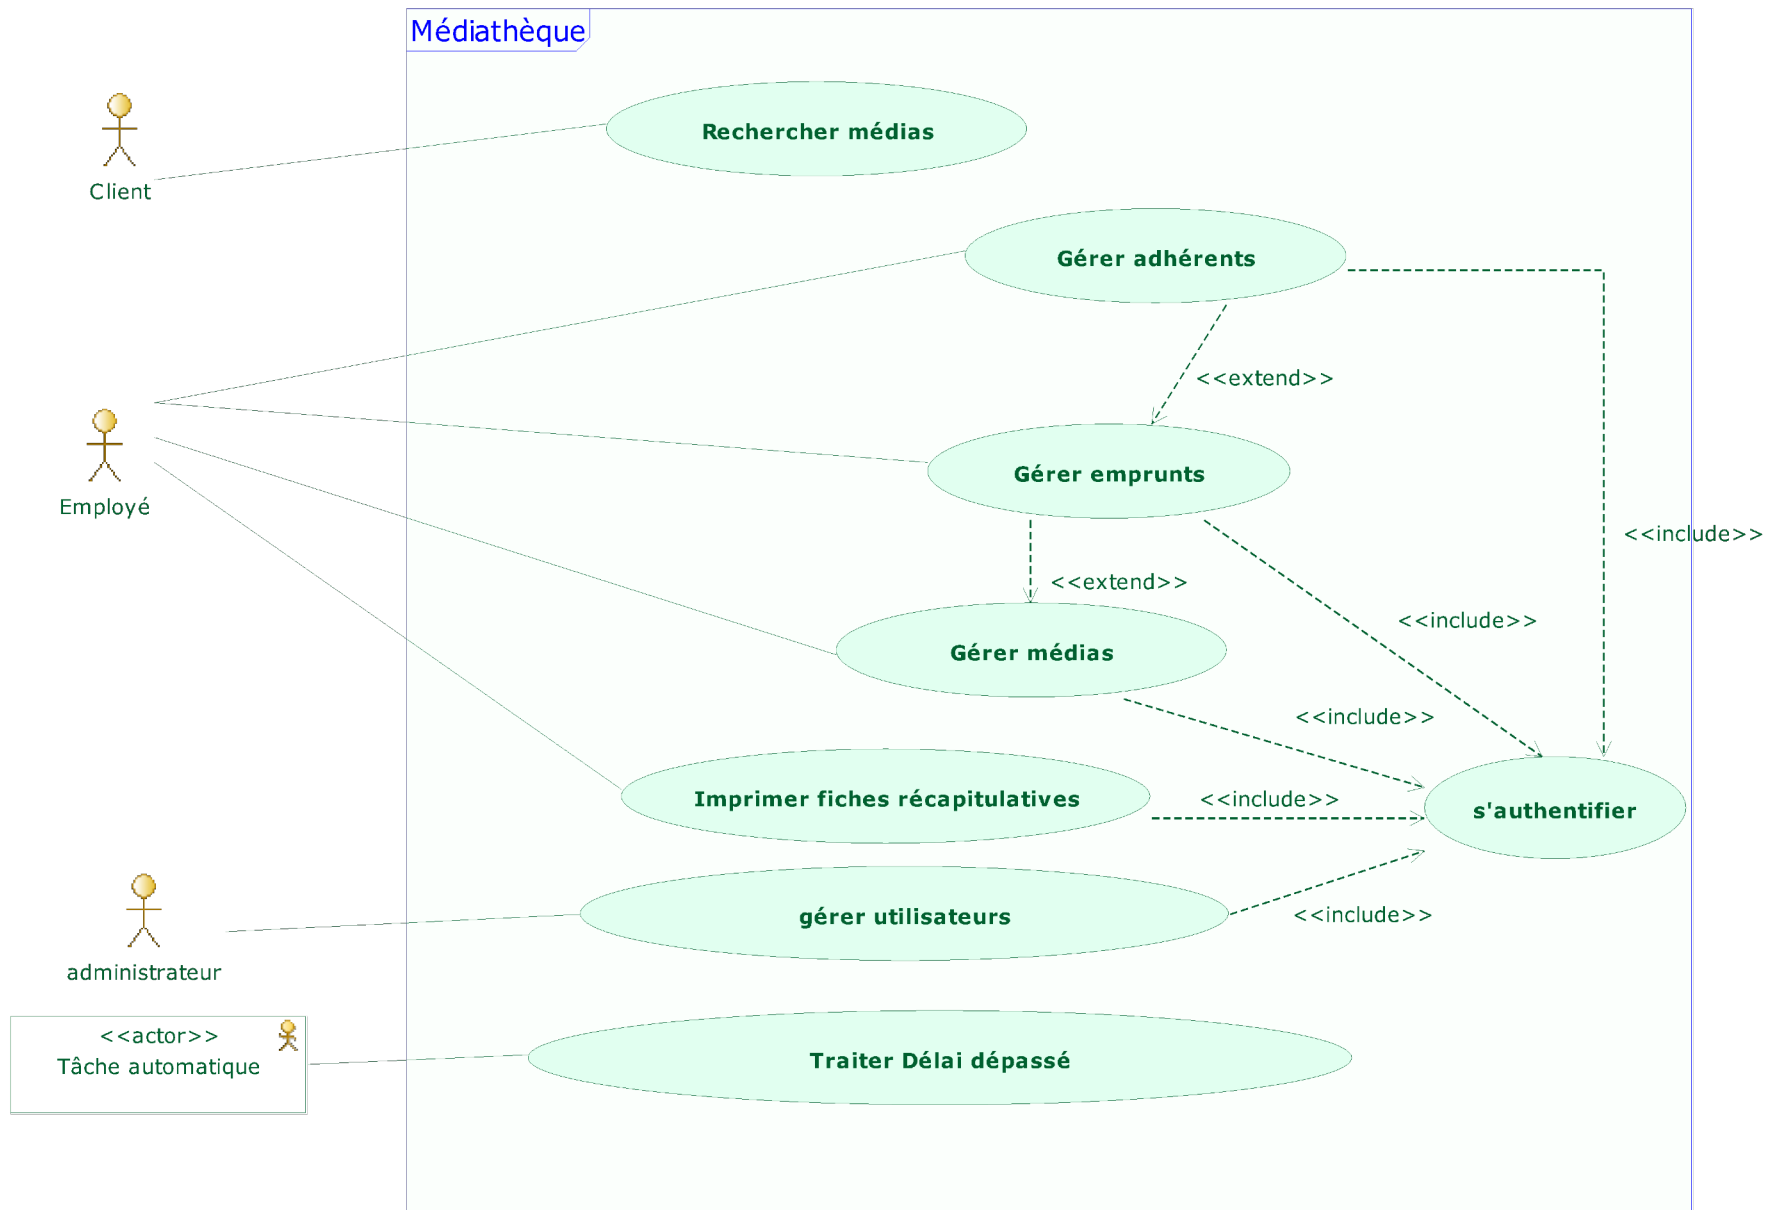 Médiathèque
Rechercher médias
Client
Gérer adhérents
<<extend>>
Gérer emprunts
Employé
<<include>>
<<extend>>
<<include>>
Gérer médias
<<include>>
Imprimer fiches récapitulatives
<<include>>
s'authentifier
gérer utilisateurs
<<include>>
administrateur
<<actor>>
Tâche automatique
Traiter Délai dépassé